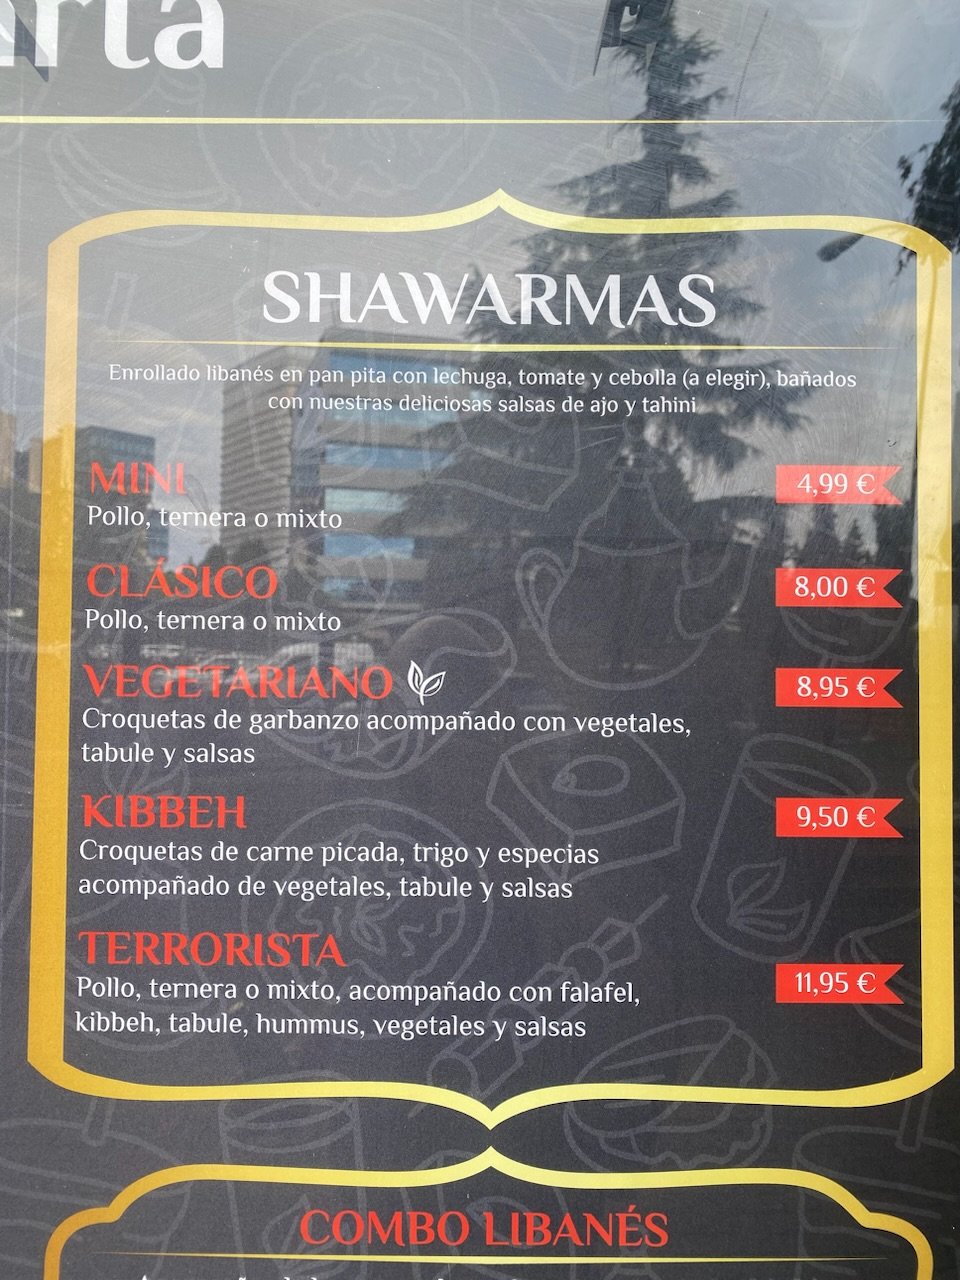 SHAWARMAS
Enrollado libanés en pan pita con lechuga, tomate y cebolla (a elegir), bañados
con nuestras deliciosas salsas de ajo y tahini
MINI
4,99 €
Pollo, ternera o mixto
CLÁSICO
8,00 €
Pollo, ternera o mixto
VEGETARIANO
8,95 €
Croquetas de garbanzo acompañado con vegetales,
tabule y salsas
KIBBEH
9,50 €
Croquetas de carne picada, trigo y especias
acompañado de vegetales, tabule y salsas
TERRORISTA
11,95 €
Pollo, ternera o mixto, acompañado con falafel,
kibbeh, tabule, hummus, vegetales y salsas
COMBO LIBANÉS